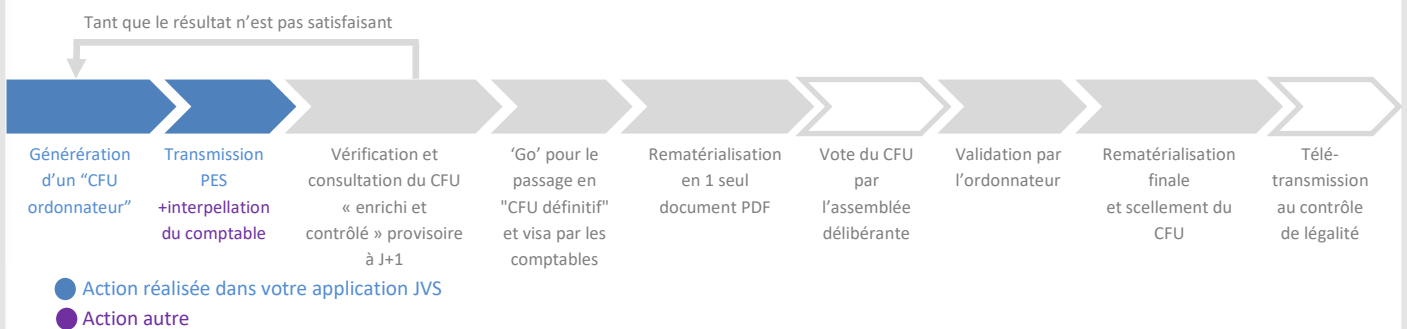 Tant que le résultat n’est pas satisfaisant
Générération
d’un “CFU
ordonnateur”
Transmission
PES
+interpellation
du comptable
Vérification et
consultation du CFU
« enrichi et
contrôlé » provisoire
à J+1
‘Go’ pour le
passage en
"CFU définitif"
et visa par les
comptables
Rematérialisation
en 1 seul
document PDF
Vote du CFU
par
l’assemblée
délibérante
Validation par
l’ordonnateur
Rematérialisation
finale
et scellement du
CFU
Télé-
transmission
au contrôle
de légalité
Action réalisée dans votre application JVS
Action autre